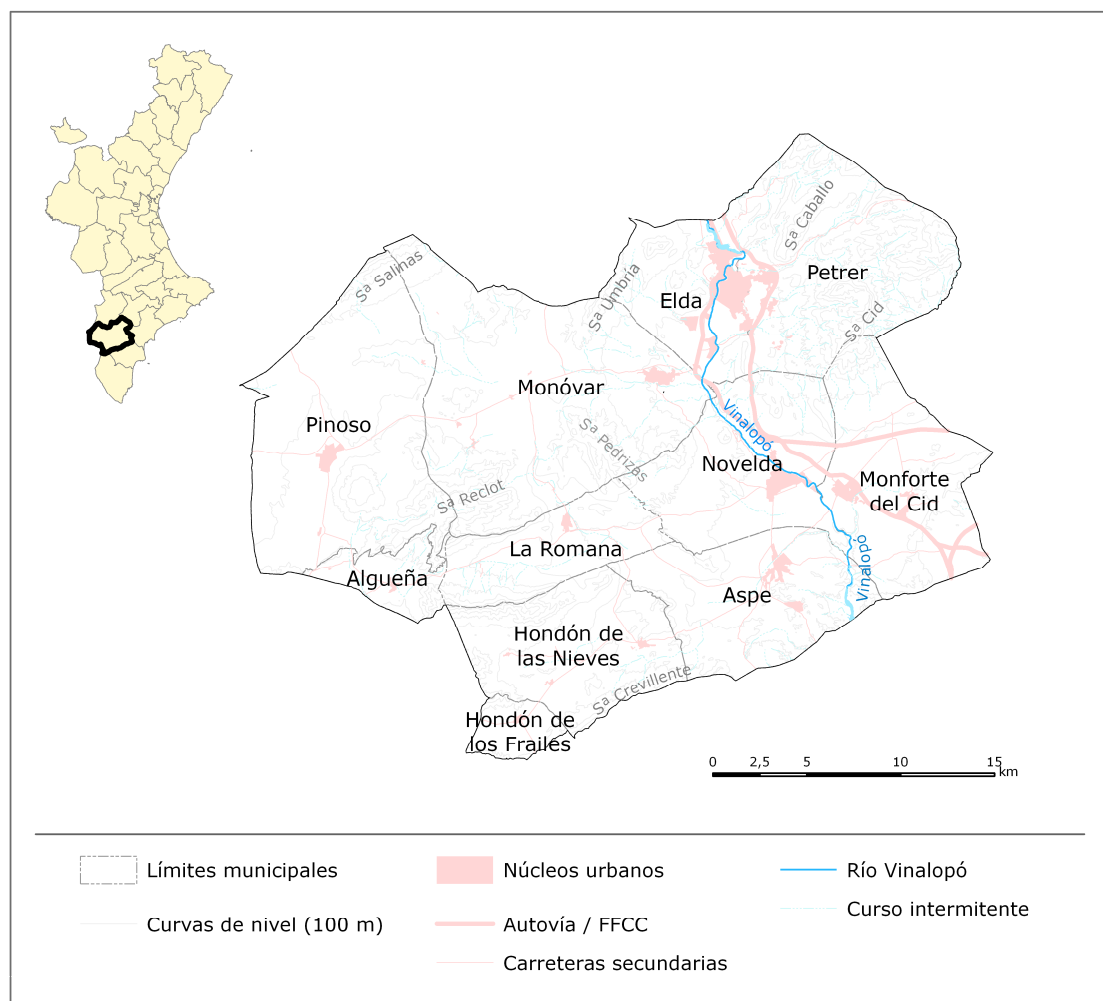 Sª Caballo
Sª Salinas
Petrer
Sª Umbría
Elda
Sª Cid
Monóvar
Pinoso
Vinalopó
Sª Pedrizas
Novelda
Monforte
del Cid
Sª Reclot
La Romana
Vinalopó
Algueña
Aspe
Hondón de
las Nieves
Sª Crevillente
Hondón de
los Frailes
0 2,5 5 10 15
km
Límites municipales
Núcleos urbanos
Río Vinalopó
Curvas de nivel (100 m)
Autovía / FFCC
Curso intermitente
Carreteras secundarias